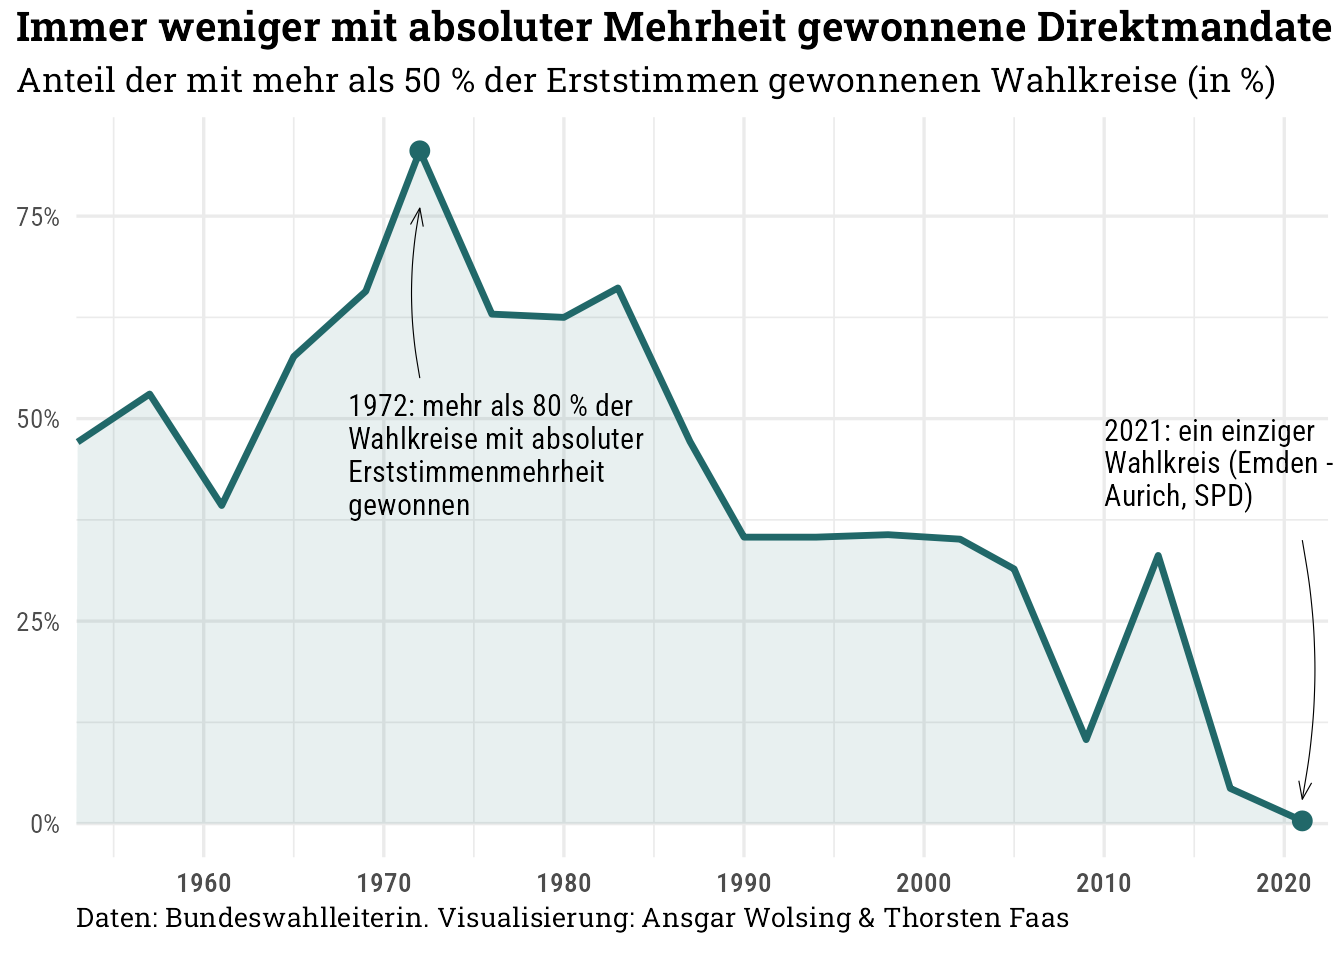 Immer weniger mit absoluter Mehrheit gewonnene Direktmandate
Anteil der mit mehr als 50 % der Erststimmen gewonnenen Wahlkreise (in %)
75%
50%
25%
0%
1972: mehr als 80 % der
Wahlkreise mit absoluter
Erststimmenmehrheit
gewonnen
2021: ein einziger
Wahlkreis (Emden -
Aurich, SPD)
1960 1970 1980 1990 2000 2010 2020
Daten: Bundeswahlleiterin. Visualisierung: Ansgar Wolsing & Thorsten Faas